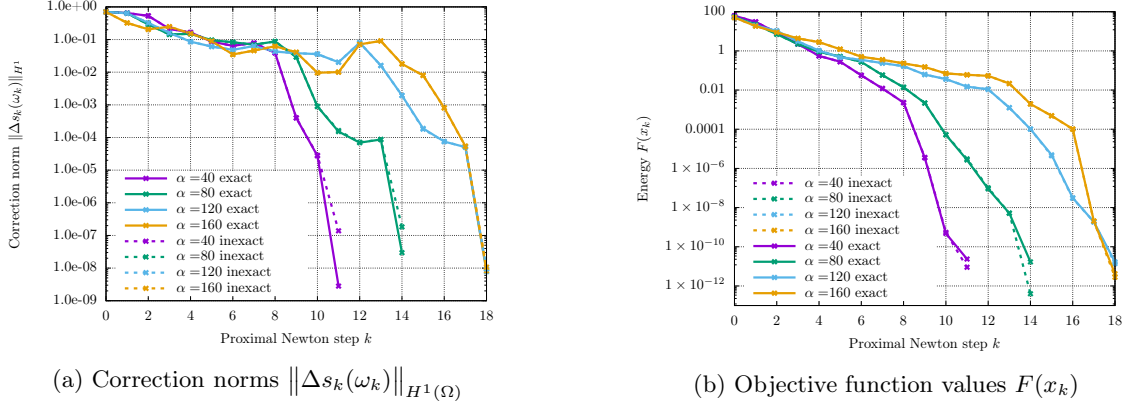 1.0e+00
1.0e-01
1.0e-02
1.0e-03
1.0e-04
1.0e-05
1.0e-06
1.0e-07
1.0e-08
1.0e-09
Correction norm ‖Δs_k(ω_k)‖_{H^1}
α =40 exact
α =80 exact
α =120 exact
α =160 exact
α =40 inexact
α =80 inexact
α =120 inexact
α =160 inexact
0 2 4 6 8 10 12 14 16 18
Proximal Newton step k
(a) Correction norms ‖Δs_k(ω_k)‖_{H^1(Ω)}
100
1
0.01
0.0001
1 × 10^{-6}
1 × 10^{-8}
1 × 10^{-10}
1 × 10^{-12}
Energy F(x_k)
α =40 inexact
α =80 inexact
α =120 inexact
α =160 inexact
α =40 exact
α =80 exact
α =120 exact
α =160 exact
0 2 4 6 8 10 12 14 16 18
Proximal Newton step k
(b) Objective function values F(x_k)